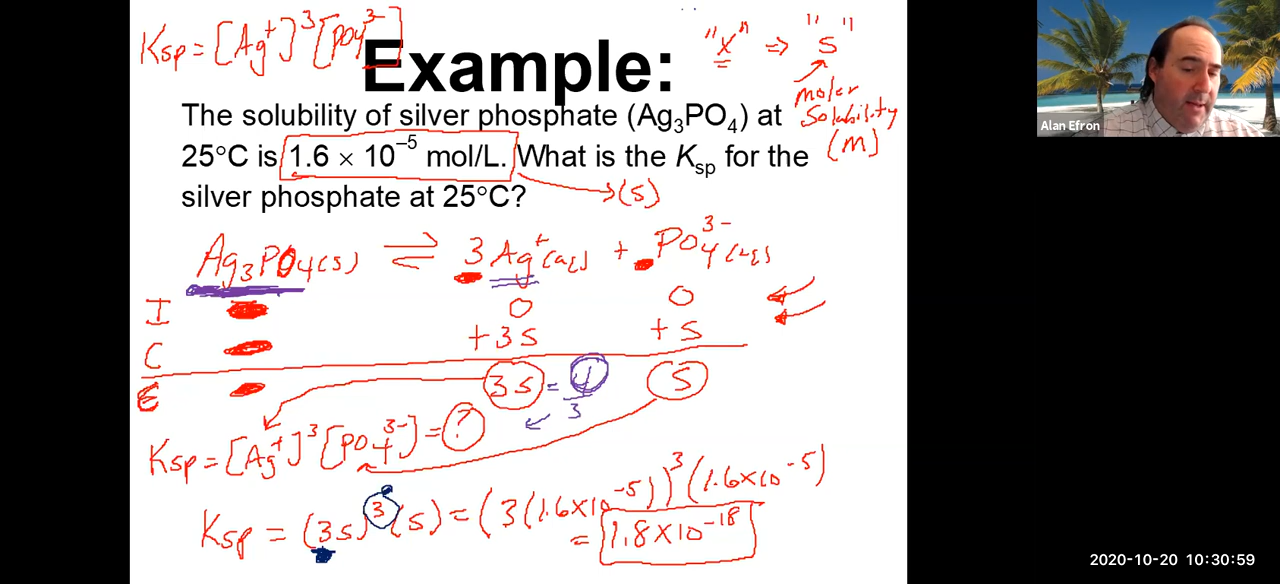 Ksp = [Ag⁺]³[PO₄³⁻]
"x" ⇒ "s"
Example:
molar
solubility
(M)
The solubility of silver phosphate (Ag₃PO₄) at
25°C is 1.6 × 10⁻⁵ mol/L. What is the Ksp for the
silver phosphate at 25°C?
→(s)
Alan Efron
Ag₃PO₄(s) ⇌ 3 Ag⁺(aq) + PO₄³⁻(aq)
I 0 0
C +3s +s
E 3s = 4/3 s
Ksp = [Ag⁺]³[PO₄³⁻] = ?
Ksp = (3s)³(s) = (3(1.6×10⁻⁵))³(1.6×10⁻⁵)
= 1.8×10⁻¹⁸
2020-10-20 10:30:59